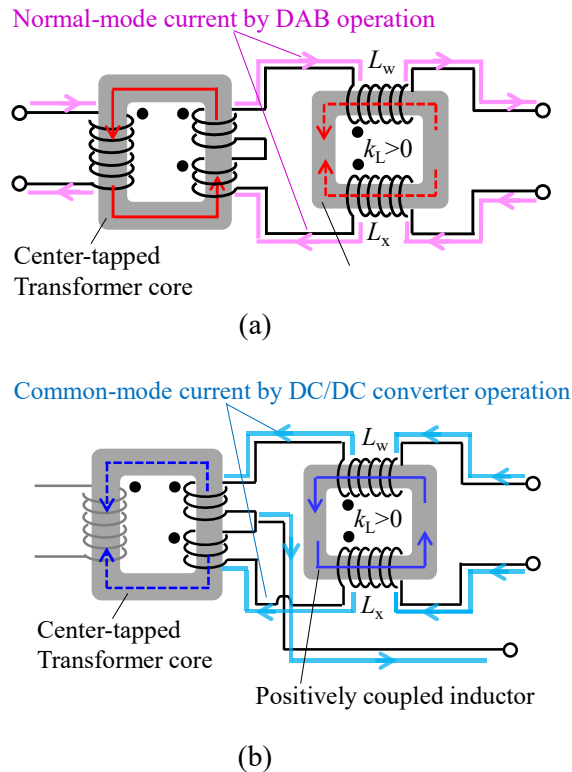 Normal-mode current by DAB operation
Lw
kL>0
Lx
Center-tapped
Transformer core
(a)
Common-mode current by DC/DC converter operation
Lw
kL>0
Lx
Center-tapped
Transformer core
Positively coupled inductor
(b)